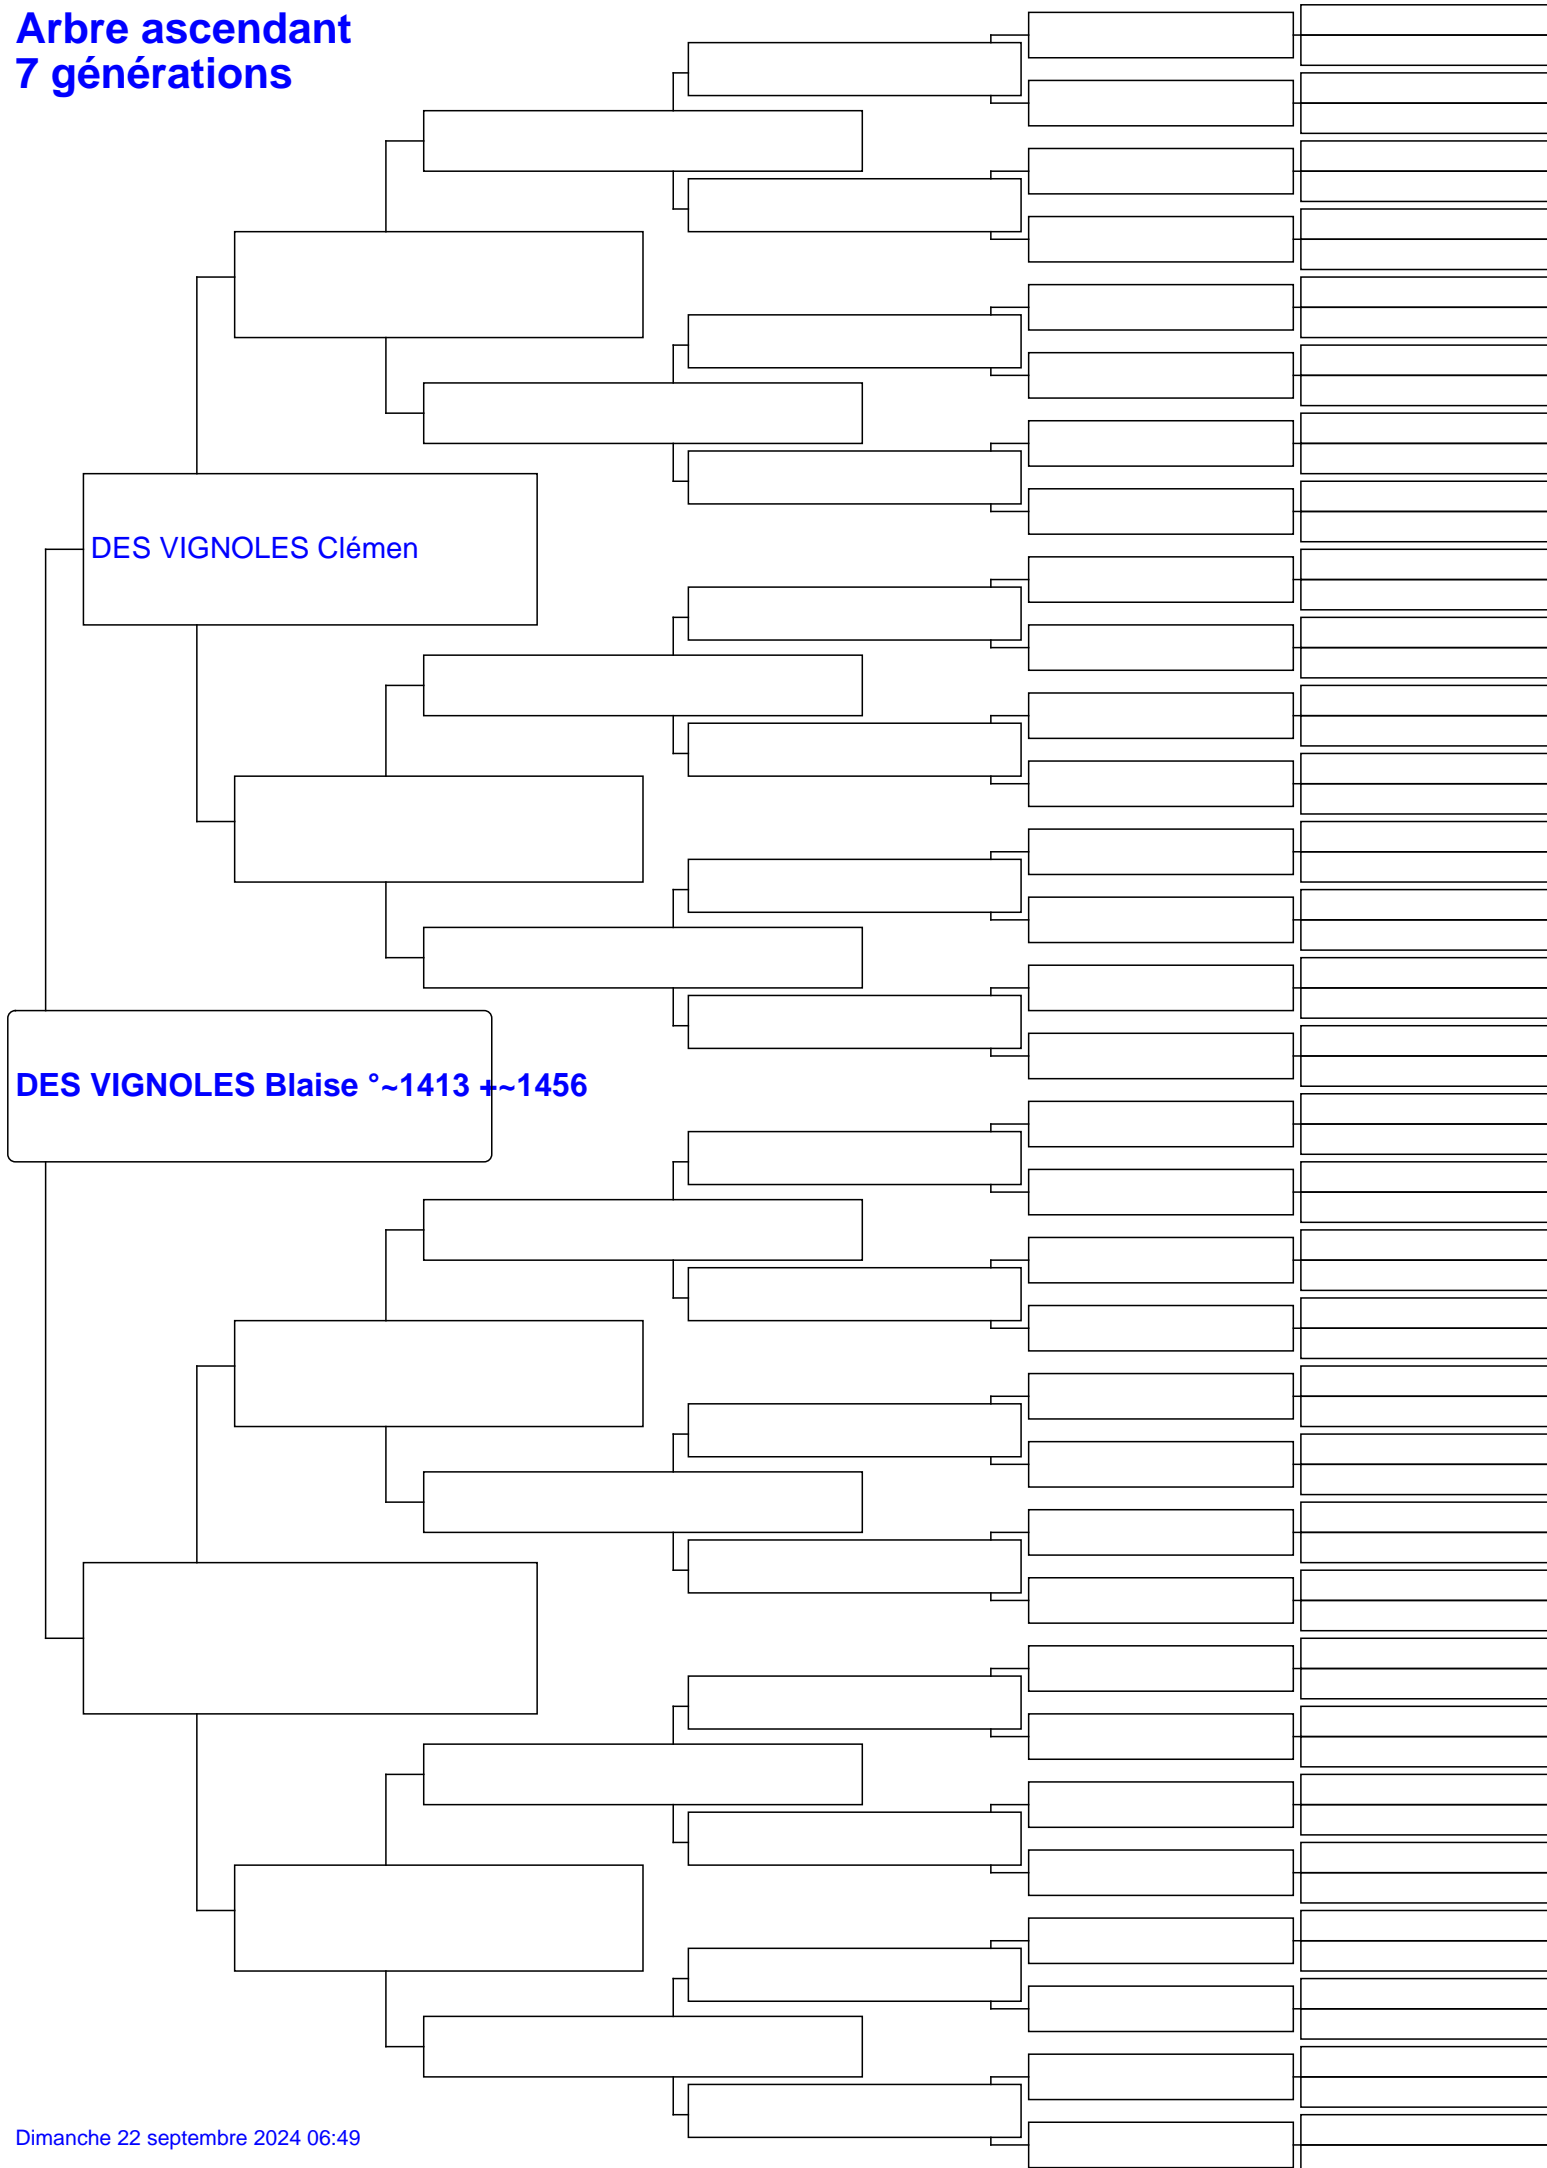 Arbre ascendant
7 générations
DES VIGNOLES Clémen
DES VIGNOLES Blaise °~1413 +~1456
Dimanche 22 septembre 2024 06:49